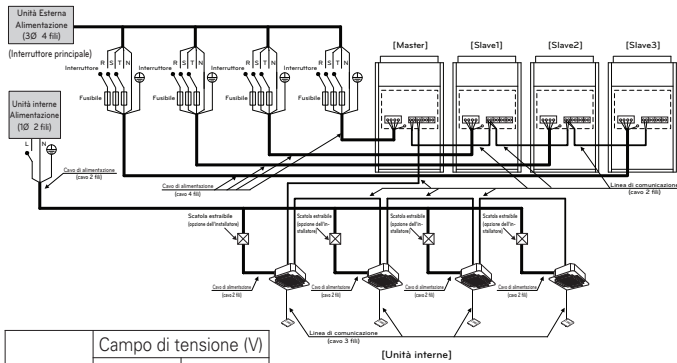 Unità Esterna
Alimentazione
(3Ø 4 fili)
(Interruttore principale)
R S T N
R S T N
R S T N
R S T N
Interruttore
Interruttore
Interruttore
Interruttore
Fusibile
Fusibile
Fusibile
Fusibile
[Master]
[Slave1]
[Slave2]
[Slave3]
Unità interne
Alimentazione
(1Ø 2 fili)
L N
Cavo di alimentazione
(cavo 2 fili)
Cavo di alimentazione
(cavo 4 fili)
Linea di comunicazione
(cavo 2 fili)
Scatola estraibile
(opzione dell'installatore)
Scatola estraibile
(opzione dell'in-
stallatore)
Scatola estraibile
(opzione dell'in-
stallatore)
Scatola estraibile
(opzione dell'in-
stallatore)
Cavo di alimentazione
(cavo 2 fili)
Cavo di alimentazione
(cavo 2 fili)
Cavo di alimentazione
(cavo 2 fili)
Cavo di alimentazione
(cavo 2 fili)
Linea di comunicazione
(cavo 3 fili)
[Unità interne]
Campo di tensione (V)